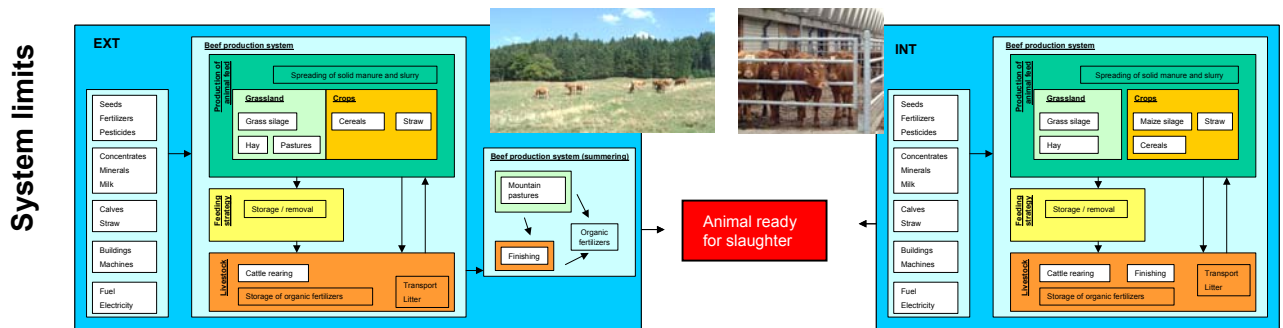 System limits
EXT
Seeds
Fertilizers
Pesticides
Concentrates
Minerals
Milk
Calves
Straw
Buildings
Machines
Fuel
Electricity
Beef production system
Production of
animal feed
Spreading of solid manure and slurry
Grassland
Grass silage
Hay
Pastures
Crops
Cereals
Straw
Feeding
strategy
Storage / removal
Livestock
Cattle rearing
Storage of organic fertilizers
Transport
Litter
Beef production system (summering)
Mountain
pastures
Organic
fertilizers
Finishing
Animal ready
for slaughter
INT
Seeds
Fertilizers
Pesticides
Concentrates
Minerals
Milk
Calves
Straw
Buildings
Machines
Fuel
Electricity
Beef production system
Production of
animal feed
Spreading of solid manure and slurry
Grassland
Grass silage
Hay
Crops
Maize silage
Straw
Cereals
Feeding
strategy
Storage / removal
Livestock
Cattle rearing
Finishing
Storage of organic fertilizers
Transport
Litter